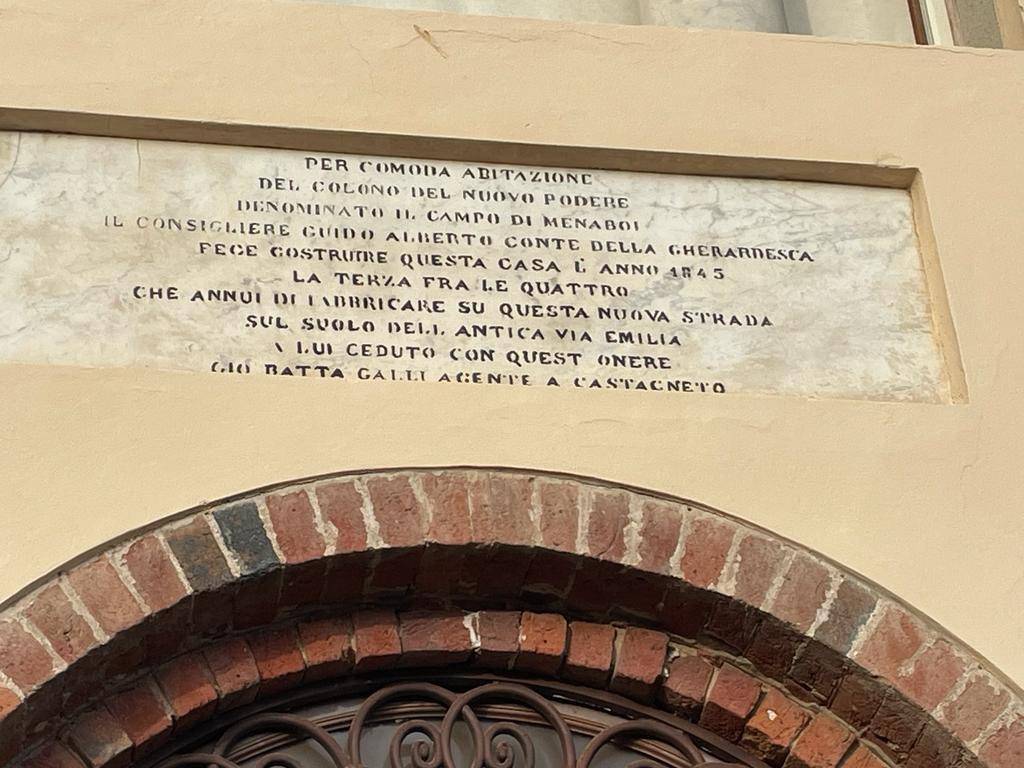 PER COMODA ABITAZIONE
DEL COLONO DEL NUOVO PODERE
DENOMINATO IL CAMPO DI MENABOI
IL CONSIGLIERE GUIDO ALBERTO CONTE DELLA GHERARDESCA
FECE COSTRUIRE QUESTA CASA L' ANNO 1845
LA TERZA FRA LE QUATTRO
CHE ANNUI DI FABBRICARE SU QUESTA NUOVA STRADA
SUL SUOLO DELL ANTICA VIA EMILIA
A LUI CEDUTO CON QUEST ONERE
GIO BATTA GALLI AGENTE A CASTAGNETO